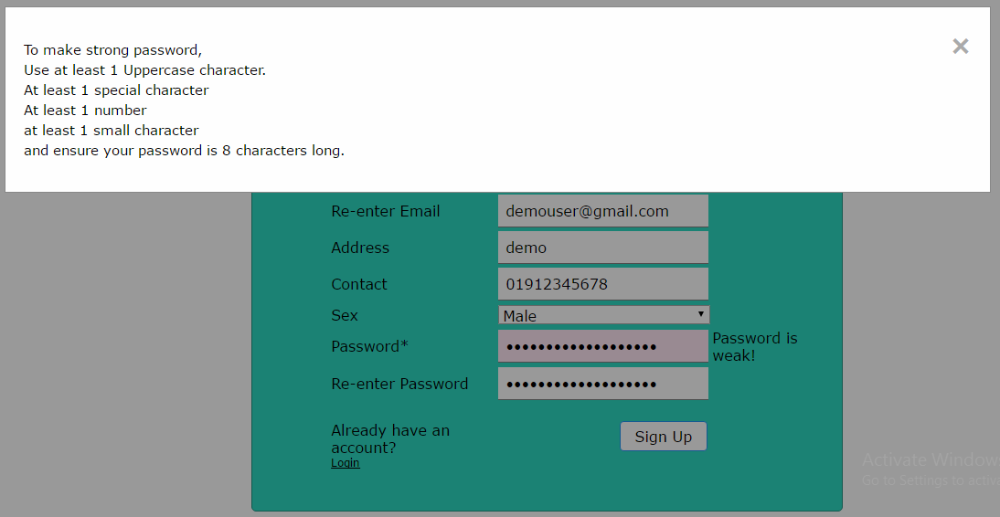 To make strong password,
Use at least 1 Uppercase character.
At least 1 special character
At least 1 number
at least 1 small character
and ensure your password is 8 characters long.
×
Re-enter Email demouser@gmail.com
Address demo
Contact 01912345678
Sex Male
Password* ••••••••••••••••••• Password is
weak!
Re-enter Password •••••••••••••••••••
Already have an
account?
Login
Sign Up
Activate Window
Go to Settings to activa